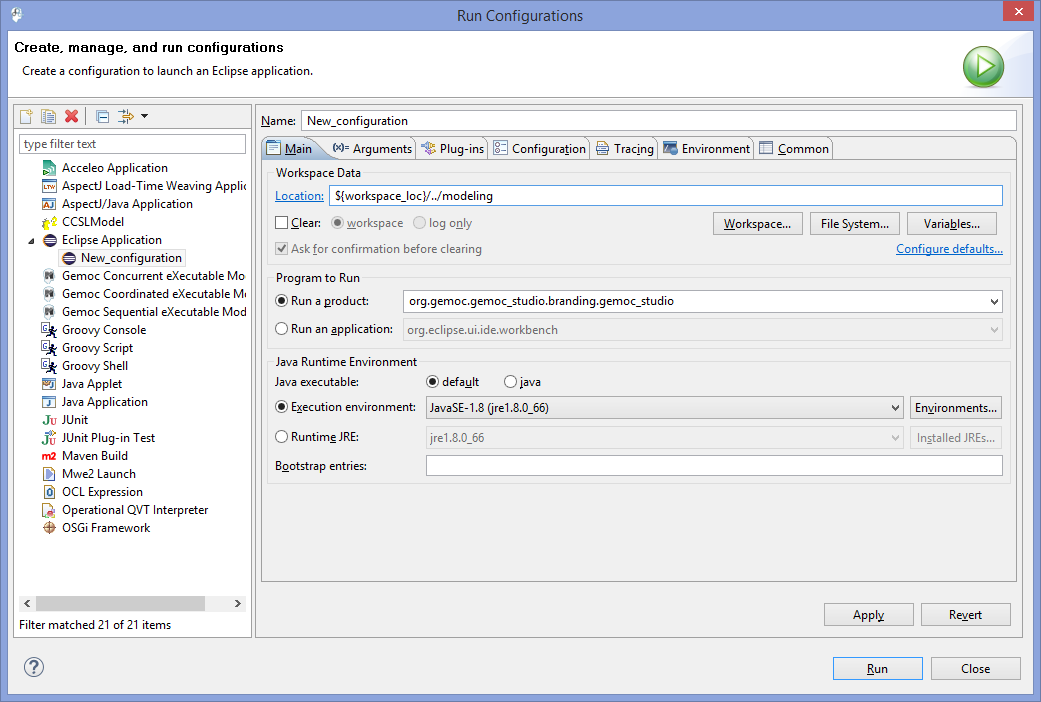 Run Configurations
Create, manage, and run configurations
Create a configuration to launch an Eclipse application.
type filter text
Acceleo Application
AspectJ Load-Time Weaving Applic
AspectJ/Java Application
CCSLModel
Eclipse Application
New_configuration
Gemoc Concurrent eXecutable Mo
Gemoc Coordinated eXecutable M
Gemoc Sequential eXecutable Mod
Groovy Console
Groovy Script
Groovy Shell
Java Applet
Java Application
JUnit
JUnit Plug-in Test
Maven Build
Mwe2 Launch
OCL Expression
Operational QVT Interpreter
OSGi Framework
Filter matched 21 of 21 items
Name: New_configuration
Main Arguments Plug-ins Configuration Tracing Environment Common
Workspace Data
Location: ${workspace_loc}/../modeling
Clear: workspace log only Workspace... File System... Variables...
Ask for confirmation before clearing Configure defaults...
Program to Run
Run a product: org.gemoc.gemoc_studio.branding.gemoc_studio
Run an application: org.eclipse.ui.ide.workbench
Java Runtime Environment
Java executable: default java
Execution environment: JavaSE-1.8 (jre1.8.0_66) Environments...
Runtime JRE: jre1.8.0_66 Installed JREs...
Bootstrap entries:
Apply Revert
Run Close